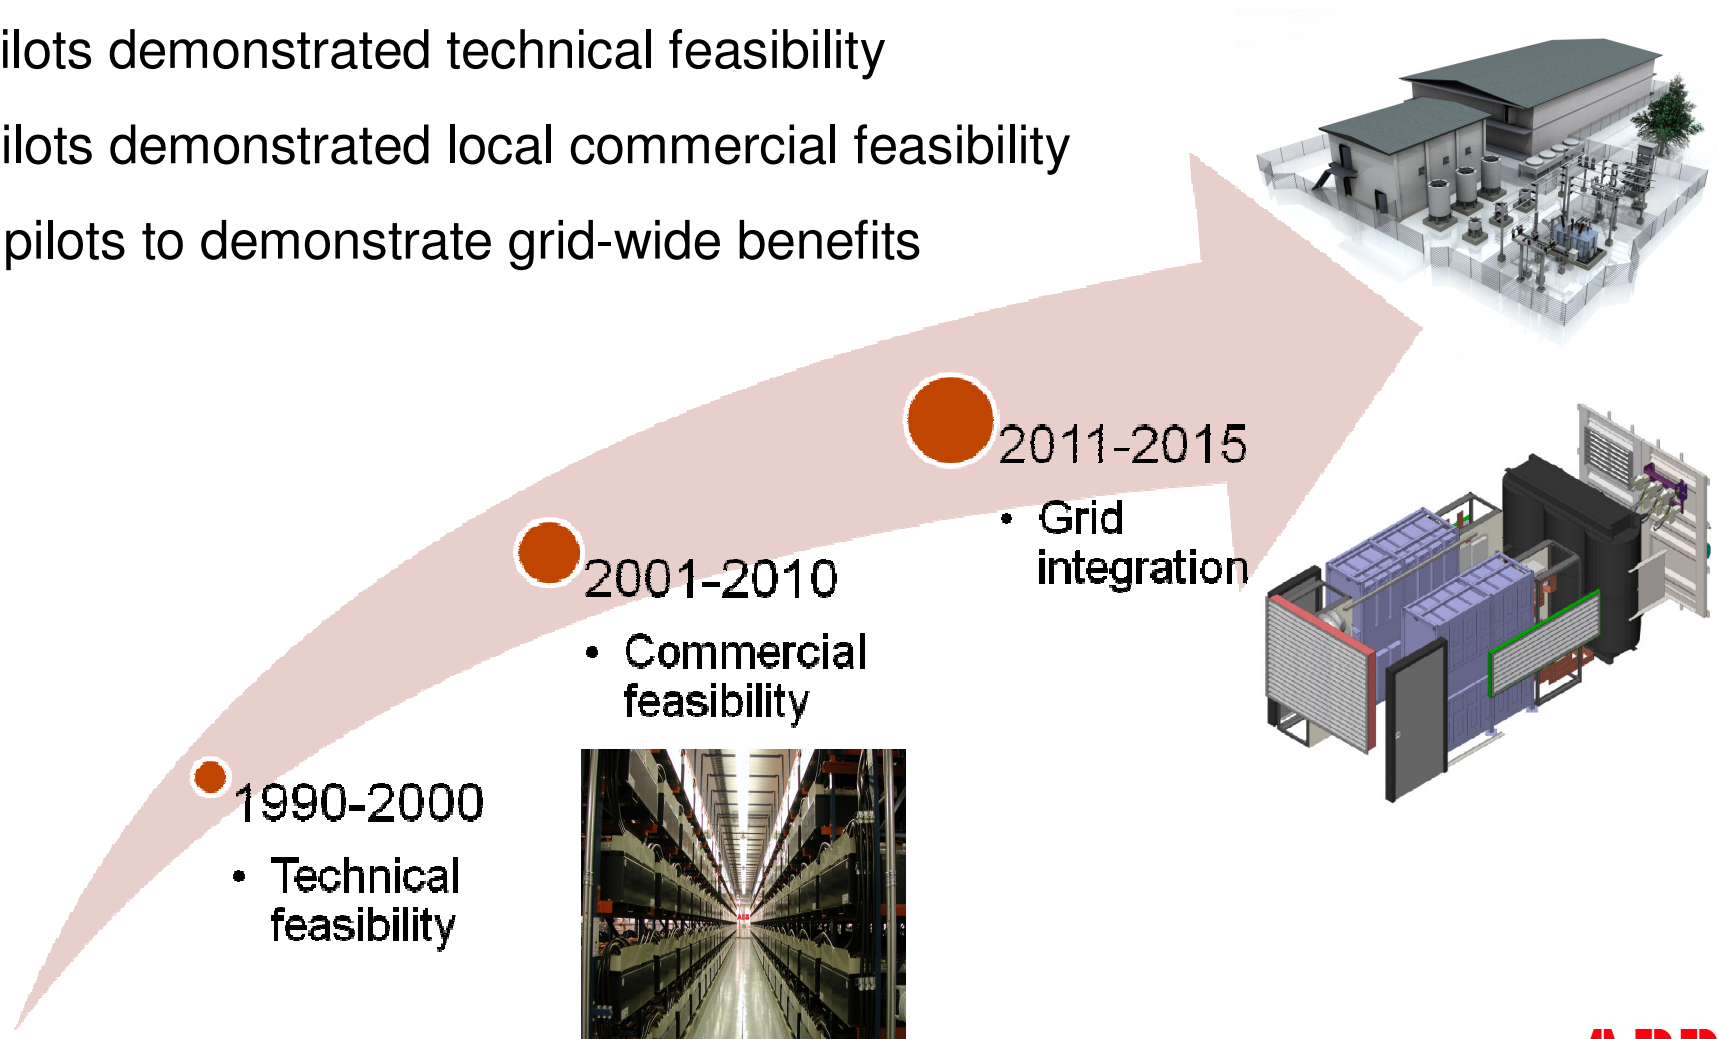 ilots demonstrated technical feasibility
ilots demonstrated local commercial feasibility
pilots to demonstrate grid-wide benefits
2011-2015
• Grid
integration
2001-2010
• Commercial
feasibility
1990-2000
• Technical
feasibility
ABB